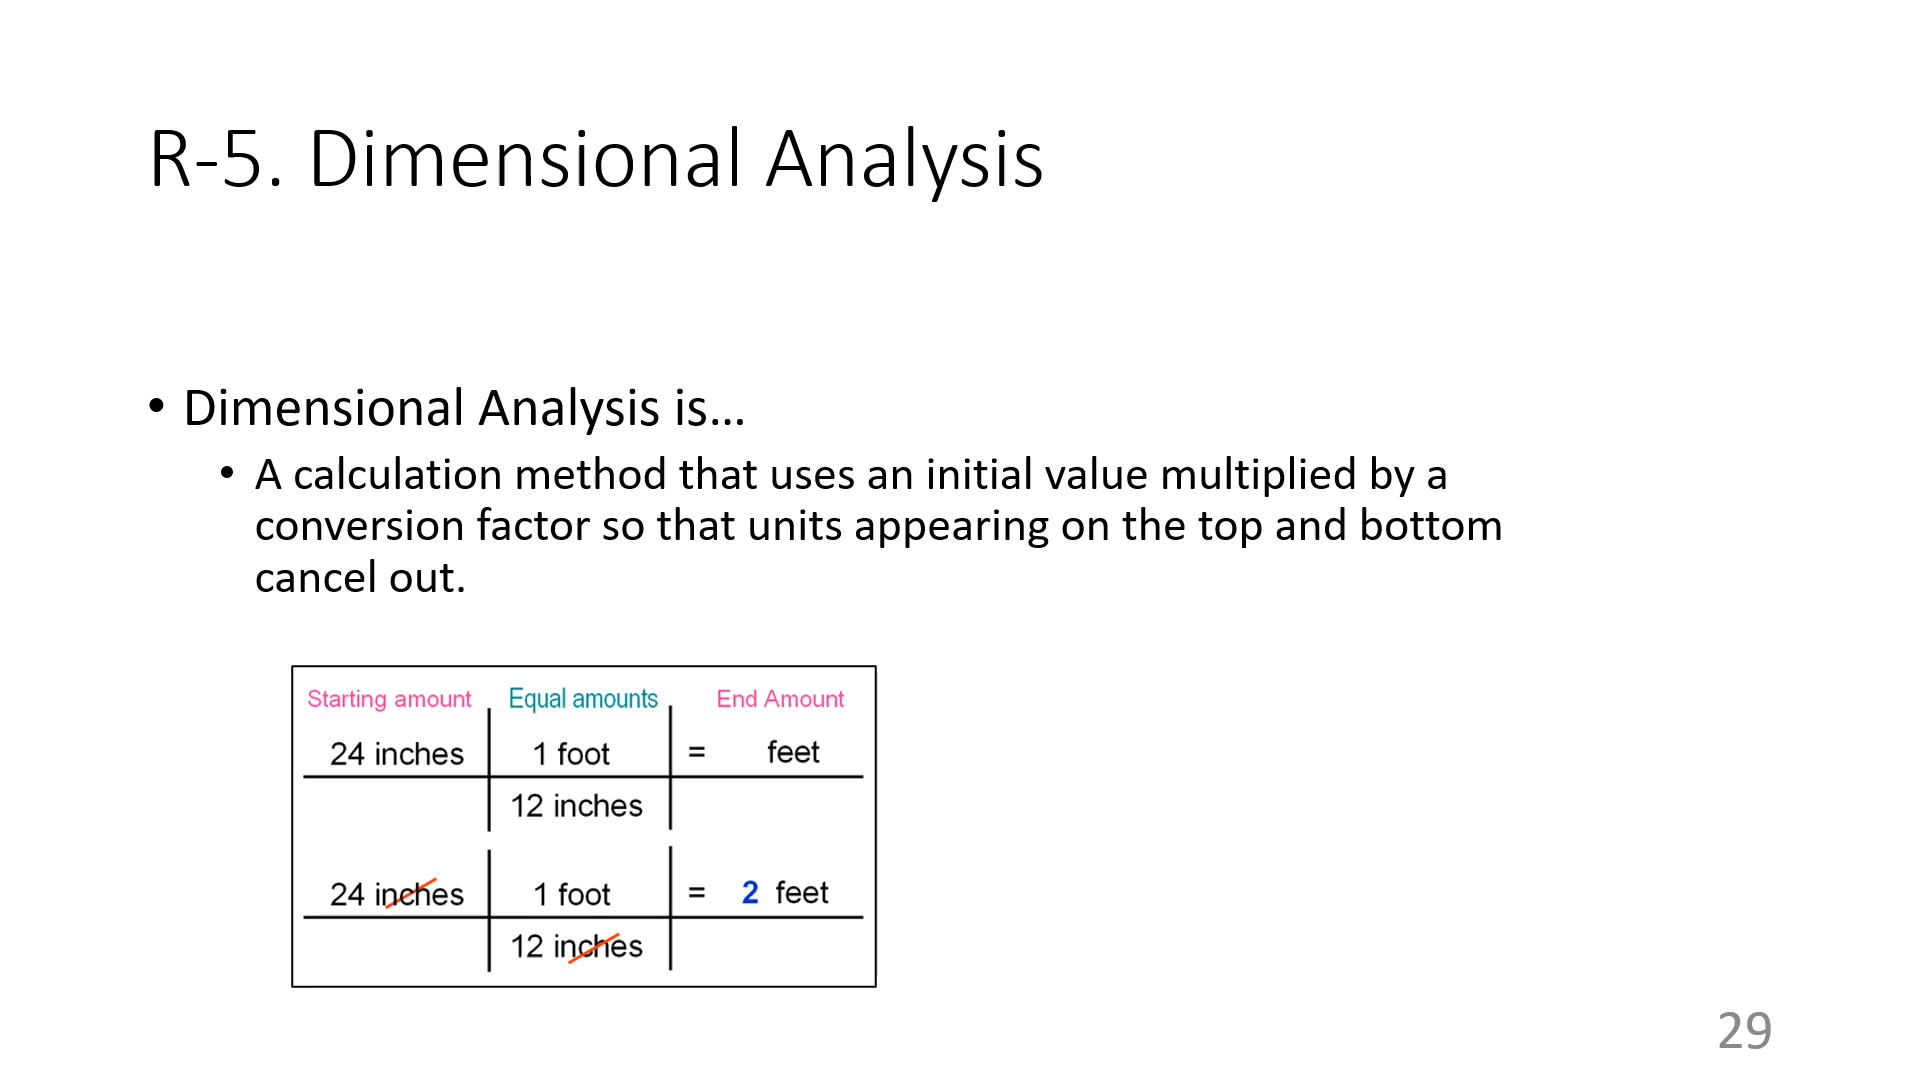 R-5. Dimensional Analysis
• Dimensional Analysis is…
• A calculation method that uses an initial value multiplied by a
conversion factor so that units appearing on the top and bottom
cancel out.
Starting amount Equal amounts End Amount
24 inches 1 foot = feet
12 inches
24 inches 1 foot = 2 feet
12 inches
29